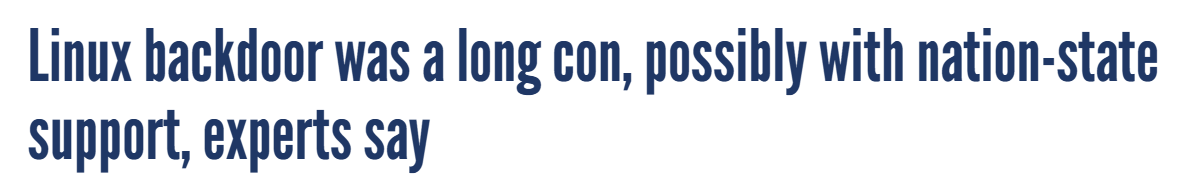 Linux backdoor was a long con, possibly with nation-state
support, experts say